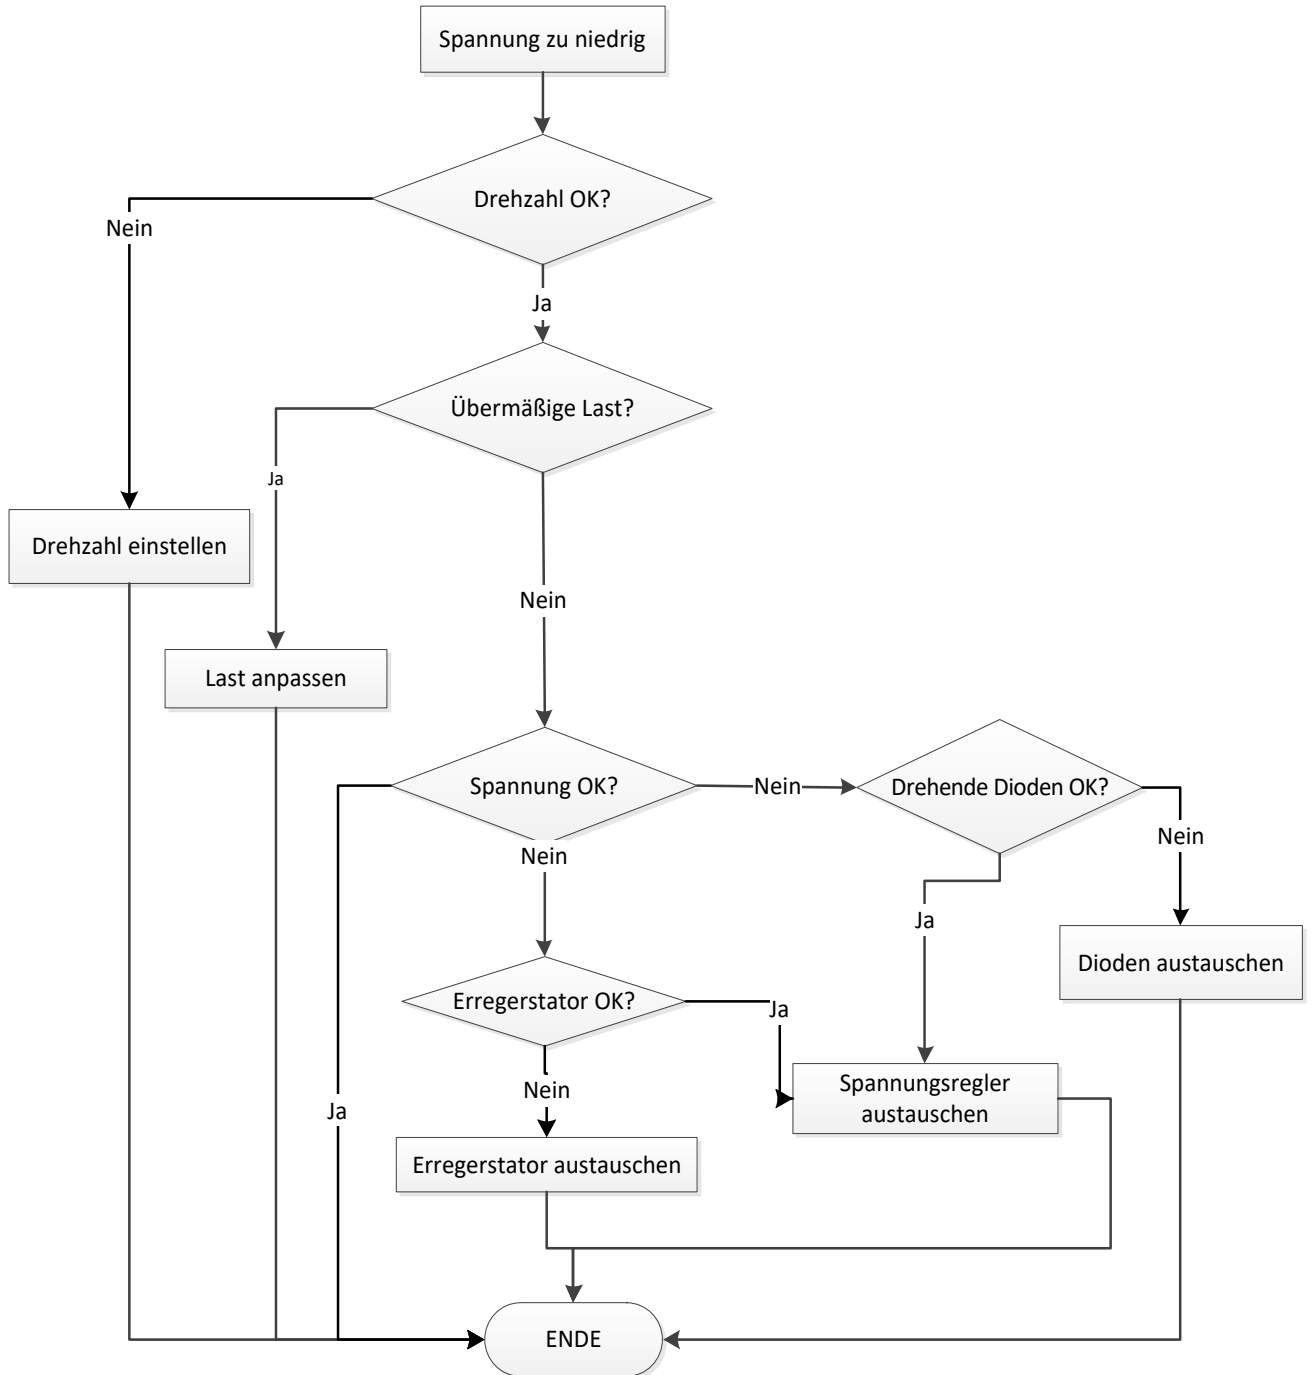 Spannung zu niedrig
Drehzahl OK?
Nein
Ja
Übermäßige Last?
Ja
Drehzahl einstellen
Nein
Last anpassen
Spannung OK?
Nein
Drehende Dioden OK?
Nein
Nein
Ja
Dioden austauschen
Erregerstator OK?
Ja
Spannungsregler
austauschen
Nein
Ja
Erregerstator austauschen
ENDE